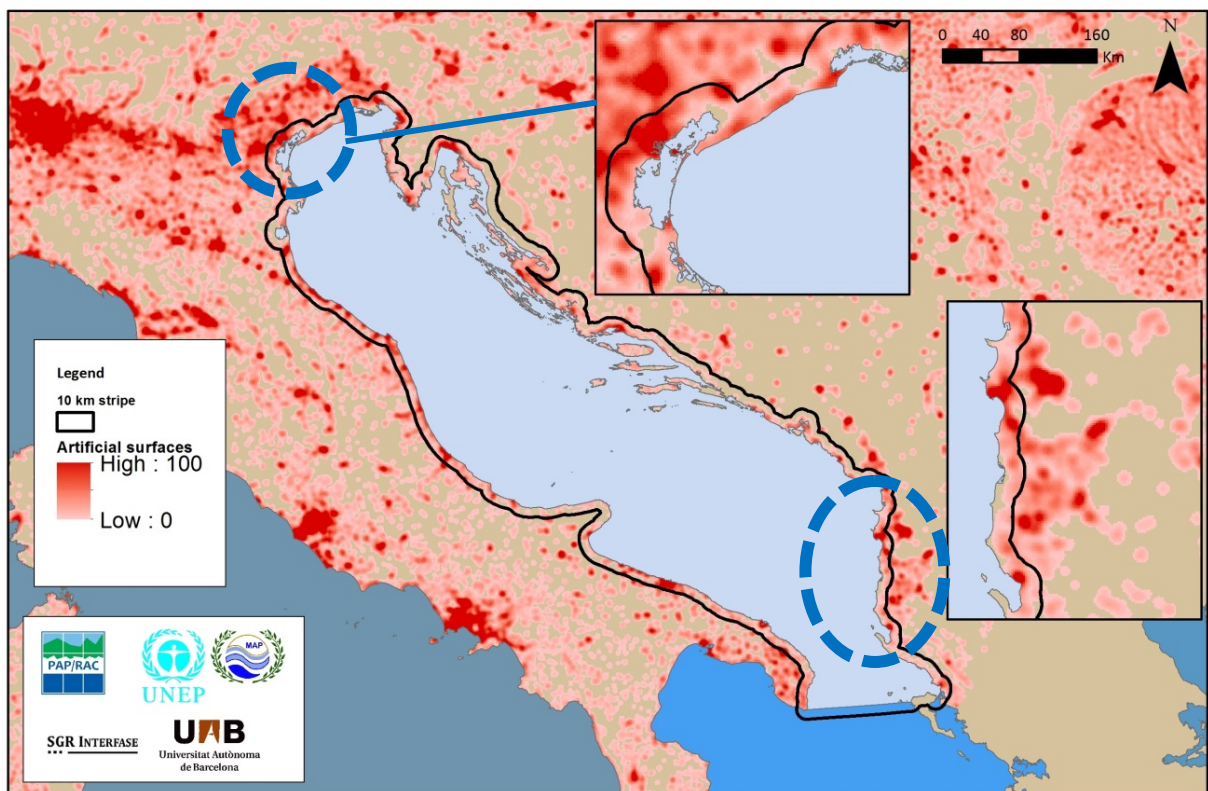 N
0 40 80 160
Km
Legend
10 km stripe
Artificial surfaces
High : 100
Low : 0
PAP/RAC
UNEP
MAP
SGR INTERFASE
UAB
Universitat Autònoma
de Barcelona